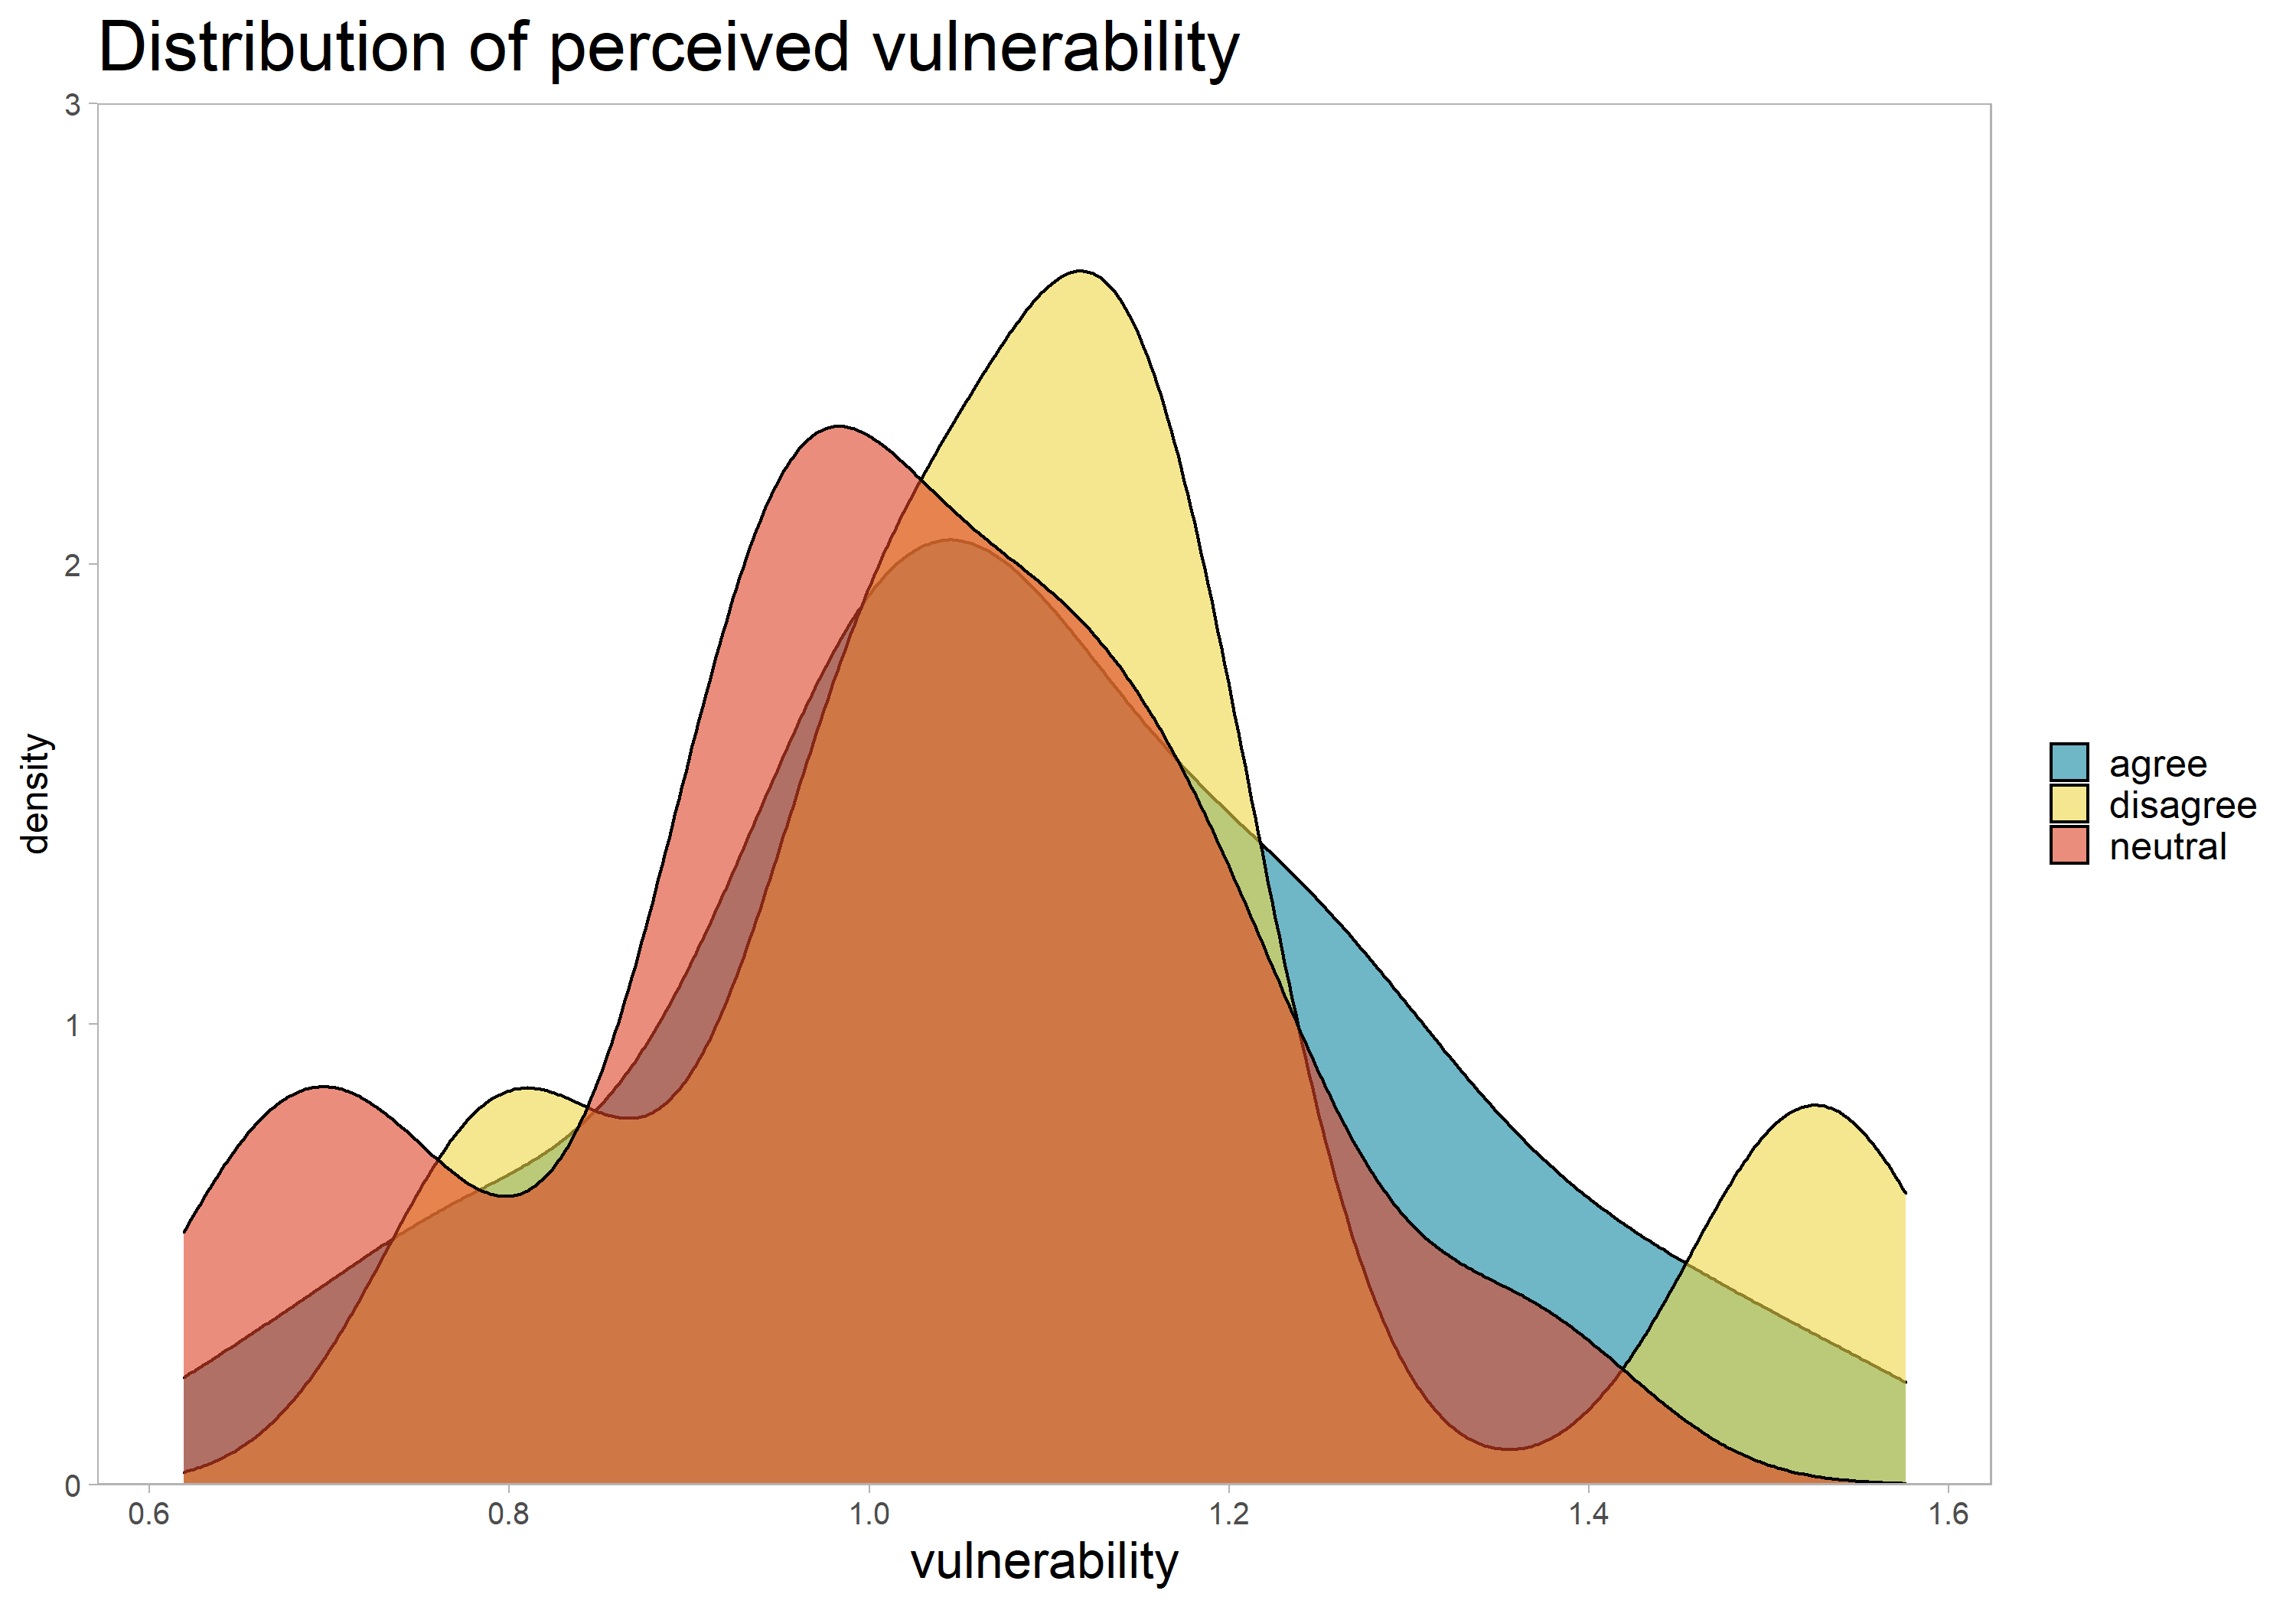 Distribution of perceived vulnerability
3
2
1
0
density
0.6 0.8 1.0 1.2 1.4 1.6
vulnerability
agree
disagree
neutral